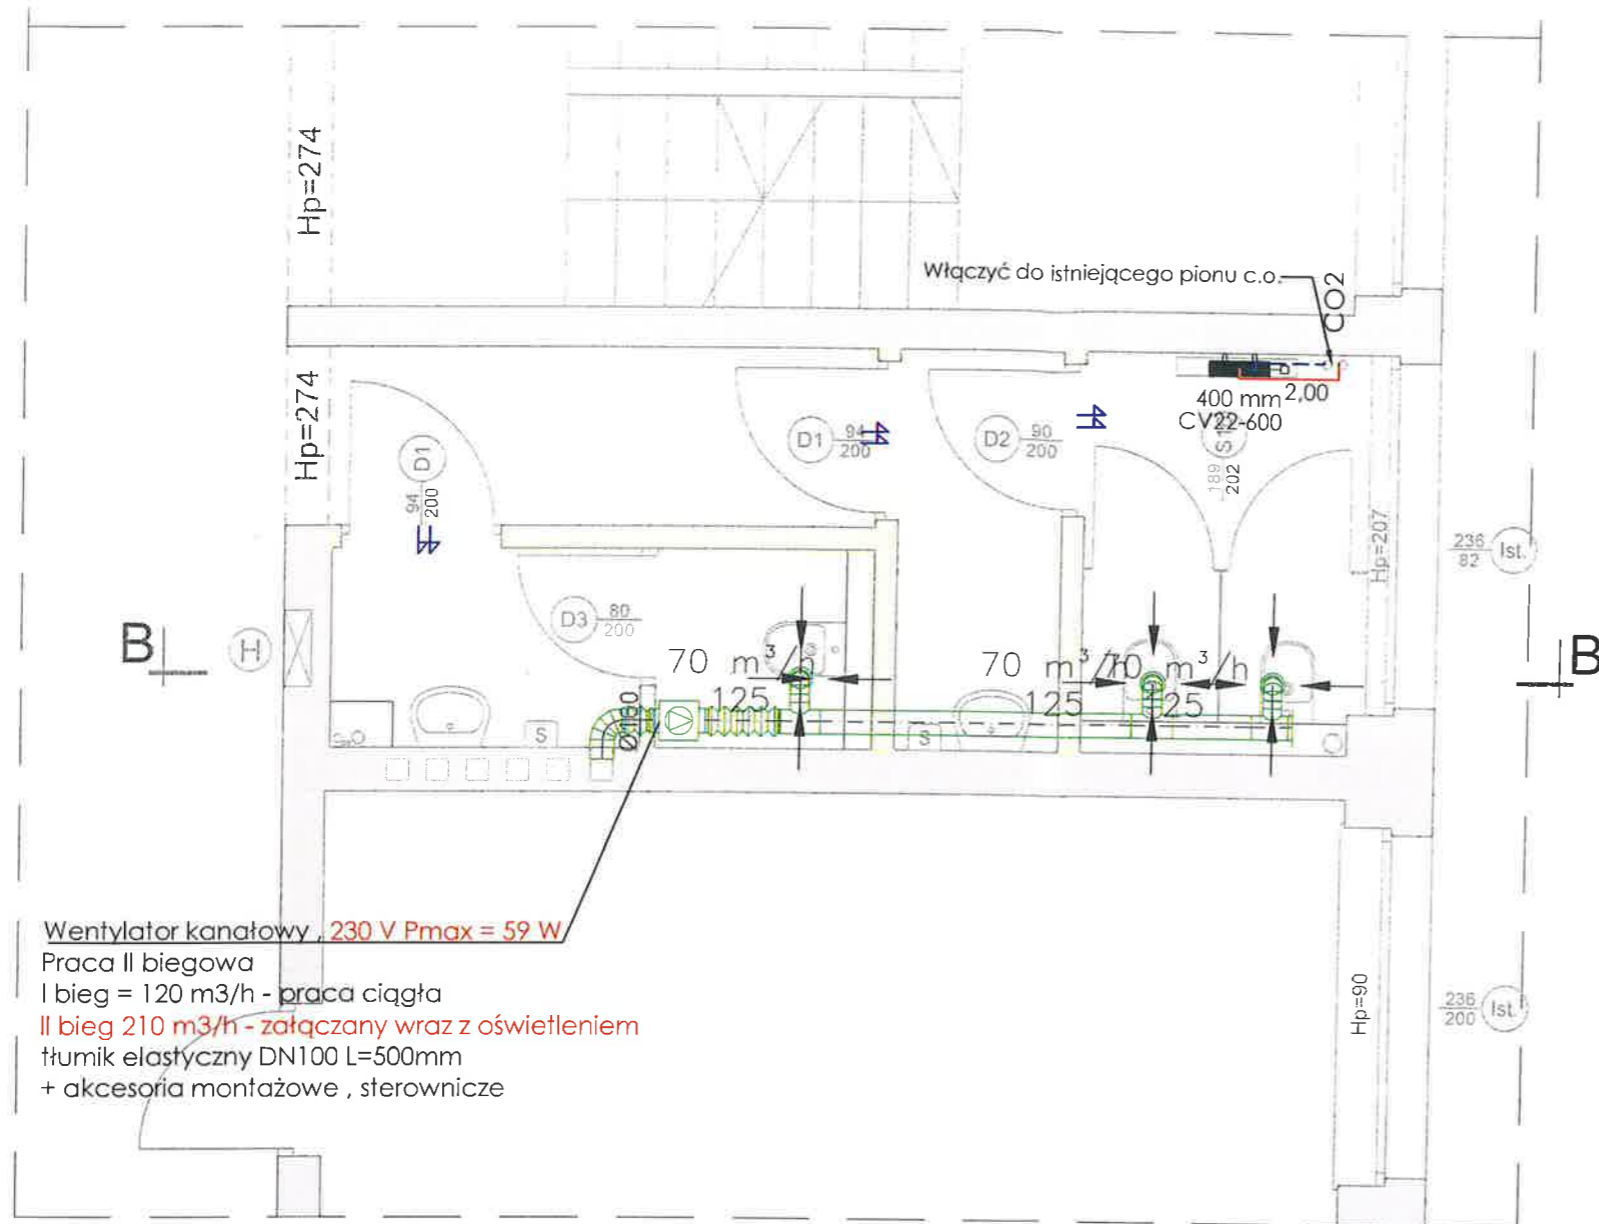 Hp=274
Włączyć do istniejącego pionu c.o.
CO2
Hp=274
400 mm
2,00
CV22-600
D1
94
200
D1
94
200
D2
90
200
189
202
Hp=207
236
82
Ist.
D3
80
200
B
H
B
70 m³/h
125
70 m³/h
125
70 m³/h
125
S
S
Wentylator kanałowy , 230 V Pmax = 59 W
Praca II biegowa
I bieg = 120 m3/h - praca ciągła
II bieg 210 m3/h - załączany wraz z oświetleniem
tłumik elastyczny DN100 L=500mm
+ akcesoria montażowe , sterownicze
Hp=90
236
200
Ist.